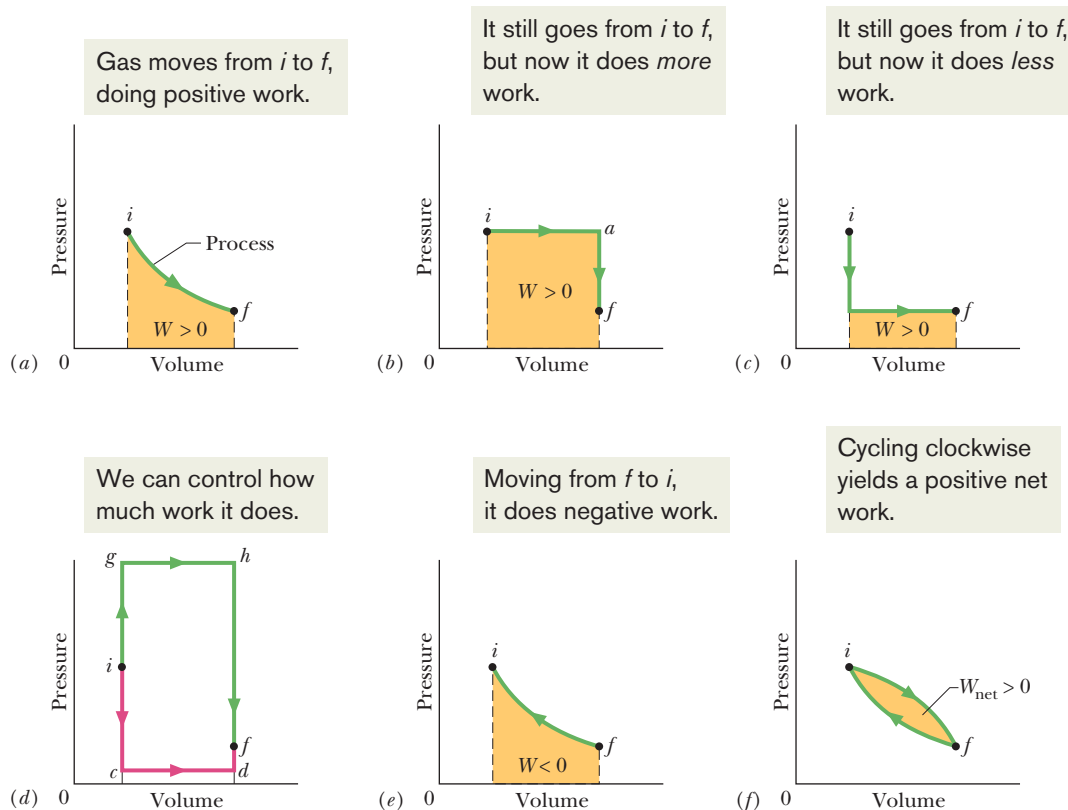 Gas moves from i to f,
doing positive work.
It still goes from i to f,
but now it does more
work.
It still goes from i to f,
but now it does less
work.
Pressure
i
Process
f
W > 0
(a)
0
Volume
Pressure
i
a
W > 0
f
(b)
0
Volume
Pressure
i
f
W > 0
(c)
0
Volume
We can control how
much work it does.
Moving from f to i,
it does negative work.
Cycling clockwise
yields a positive net
work.
Pressure
g
h
i
f
c
d
(d)
0
Volume
Pressure
i
f
W < 0
(e)
0
Volume
Pressure
i
Wnet > 0
f
(f)
0
Volume